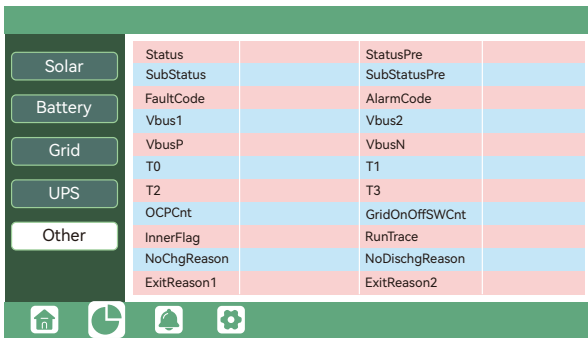 Solar
Battery
Grid
UPS
Other
Status StatusPre
SubStatus SubStatusPre
FaultCode AlarmCode
Vbus1 Vbus2
VbusP VbusN
T0 T1
T2 T3
OCPCnt GridOnOffSWCnt
InnerFlag RunTrace
NoChgReason NoDischgReason
ExitReason1 ExitReason2